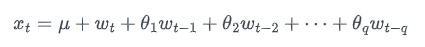 x_t = μ + w_t + θ_1w_{t−1} + θ_2w_{t−2} + ⋯ + θ_qw_{t−q}